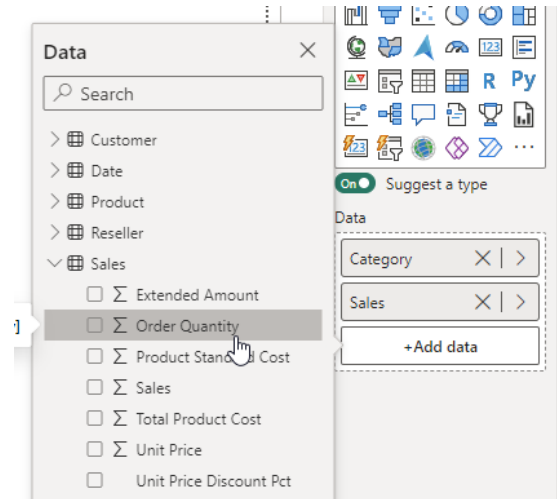 Data
Search
Customer
Date
Product
Reseller
Sales
Extended Amount
Order Quantity
Product Standard Cost
Sales
Total Product Cost
Unit Price
Unit Price Discount Pct
]
123
R Py
123
On
Suggest a type
Data
Category
Sales
+Add data